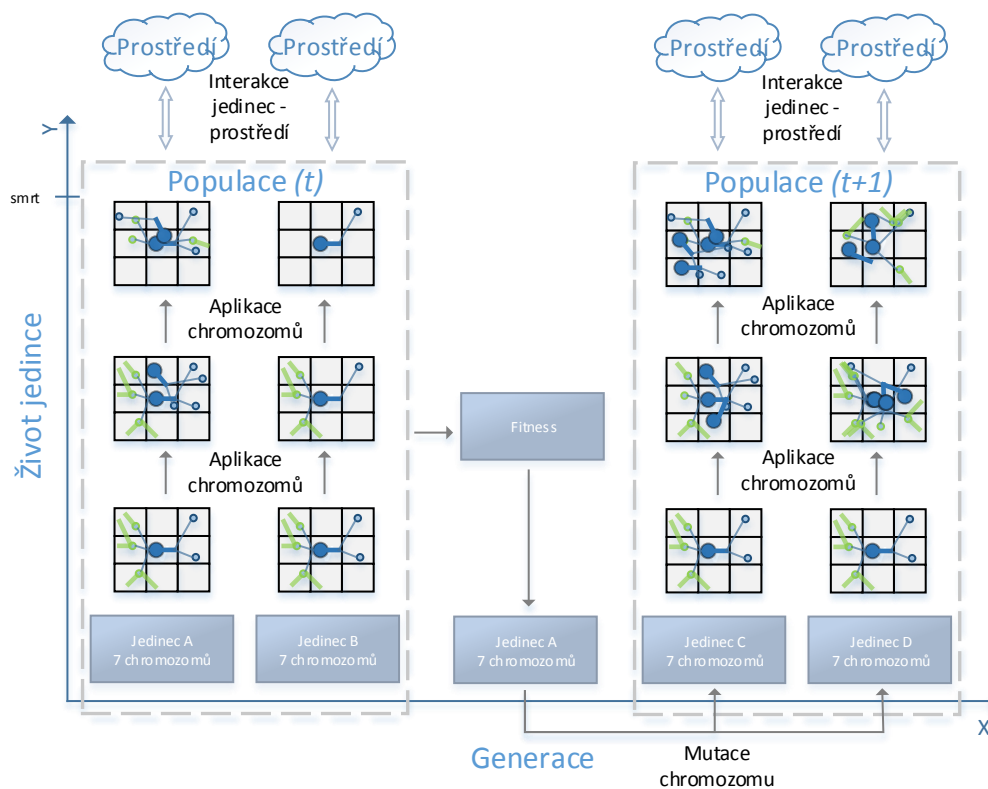 Prostředí
Prostředí
Interakce
jedinec -
prostředí
Prostředí
Prostředí
Interakce
jedinec -
prostředí
Y
smrt
Život jedince
Populace (t)
Aplikace
chromozomů
Aplikace
chromozomů
Jedinec A
7 chromozomů
Jedinec B
7 chromozomů
Fitness
Jedinec A
7 chromozomů
Populace (t+1)
Aplikace
chromozomů
Aplikace
chromozomů
Jedinec C
7 chromozomů
Jedinec D
7 chromozomů
X
Generace
Mutace
chromozomu